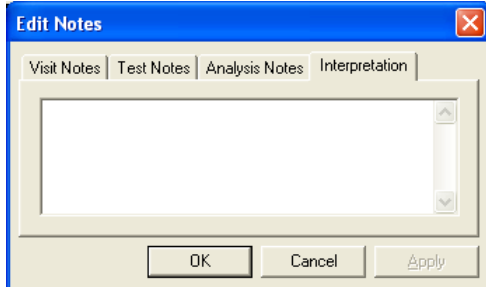 Edit Notes
Visit Notes Test Notes Analysis Notes Interpretation
OK Cancel Apply